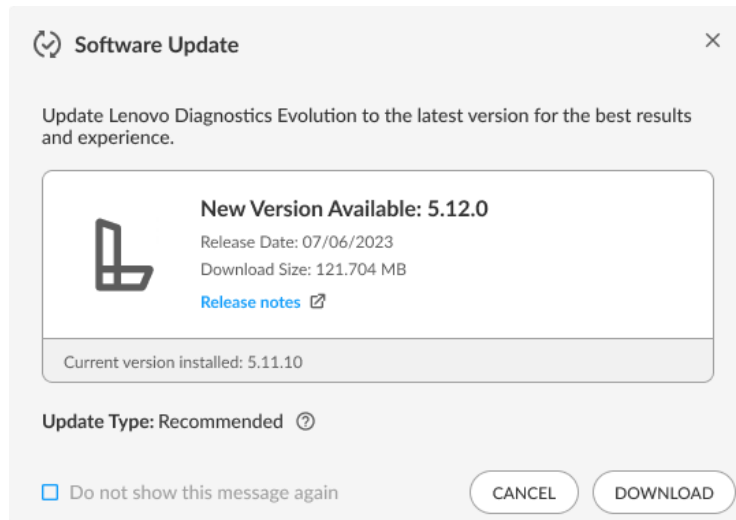 Software Update
Update Lenovo Diagnostics Evolution to the latest version for the best results
and experience.
New Version Available: 5.12.0
Release Date: 07/06/2023
Download Size: 121.704 MB
Release notes
Current version installed: 5.11.10
Update Type: Recommended
Do not show this message again
CANCEL
DOWNLOAD